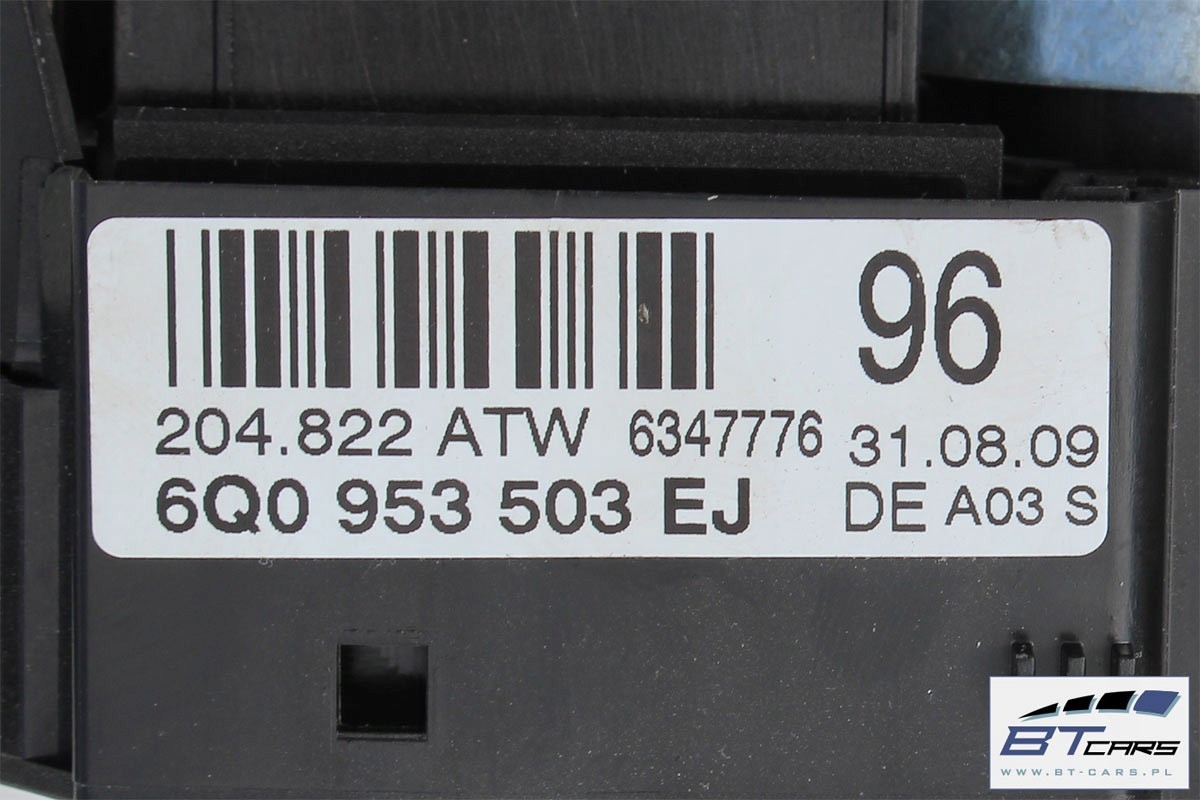 96
204.822 ATW 6347776 31.08.09
6Q0 953 503 EJ DE A03 S
BT CARS
WWW.BT-CARS.PL